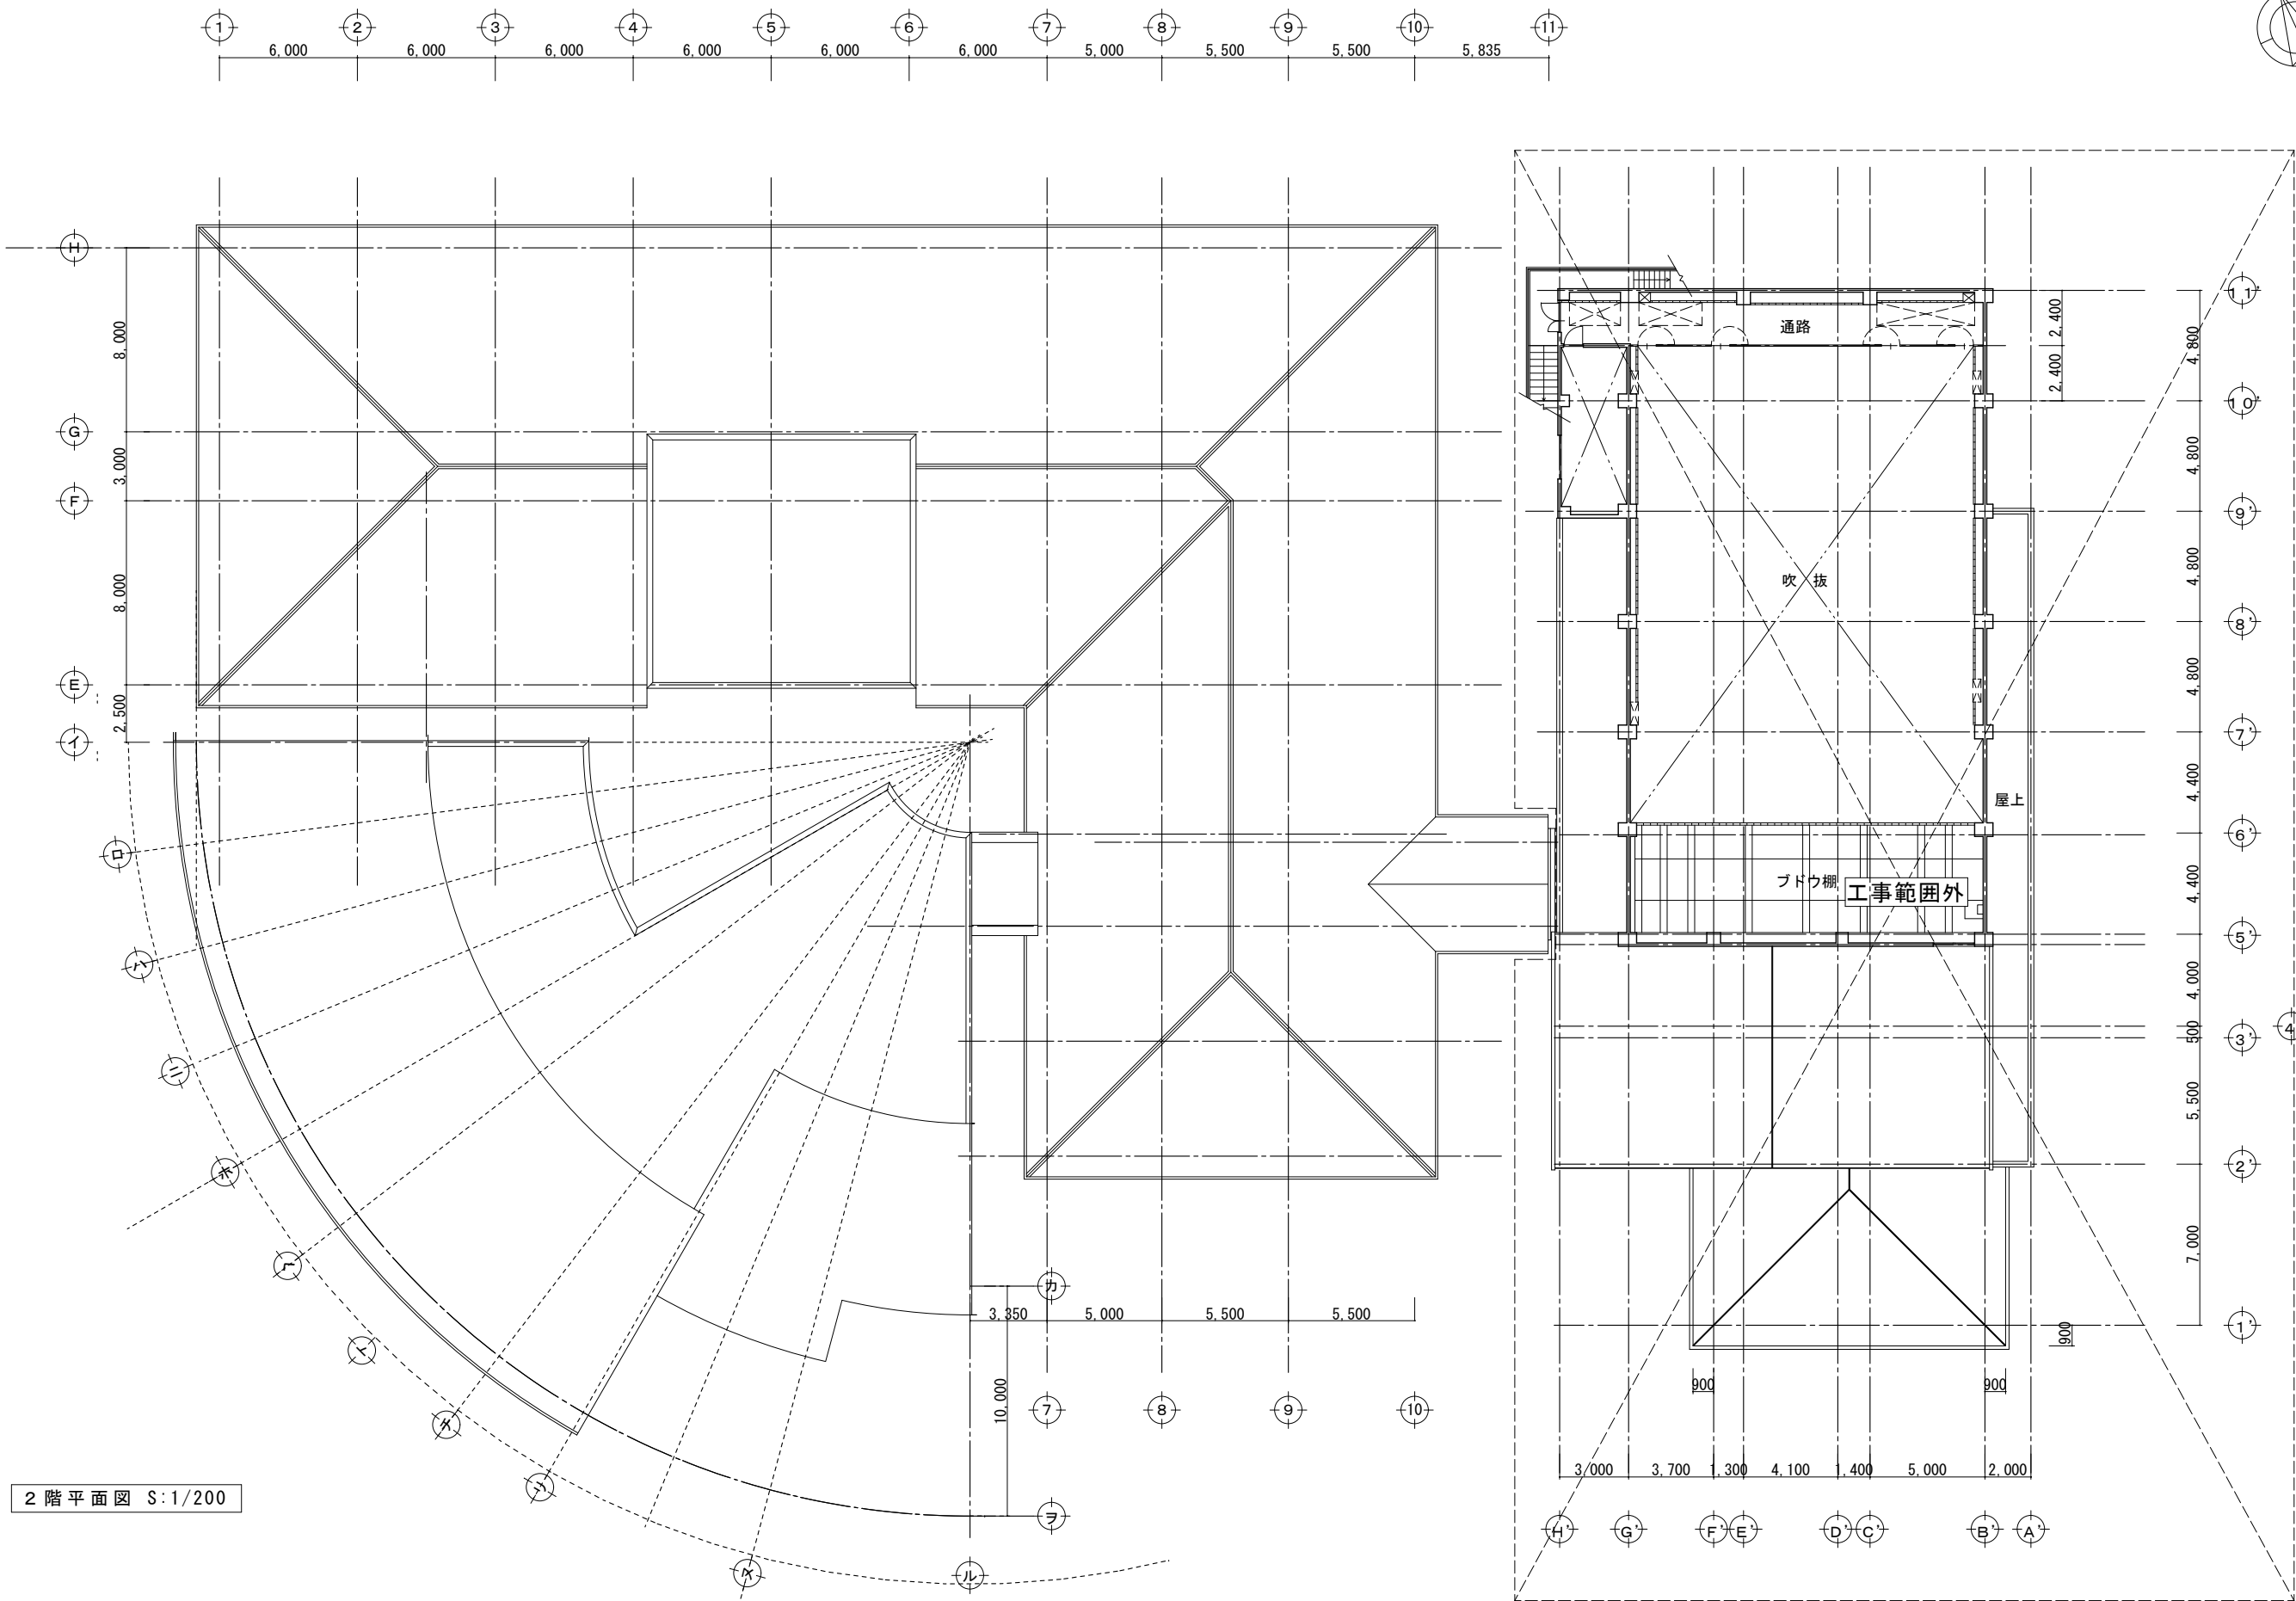 1 2 3 4 5 6 7 8 9 10 11
6,000 6,000 6,000 6,000 6,000 6,000 5,000 5,500 5,500 5,835
H
8,000
G
3,000
F
8,000
E
2,500
イ
ロ
ハ
ニ
ホ
ヘ
ト
チ
リ
ヌ
ル
カ
3,350 5,000 5,500 5,500
10,000
7 8 9 10
ヲ
通路
吹 抜
屋上
ブドウ棚
工事範囲外
2,400
2,400
11'
4,800
10'
4,800
9'
4,800
8'
4,800
7'
4,400
6'
4,400
5'
4,000
4
500
3'
5,500
2'
7,000
1'
900
900 900
3,000 3,700 1,300 4,100 1,400 5,000 2,000
H' G' F' E' D' C' B' A'
2階平面図 S:1/200